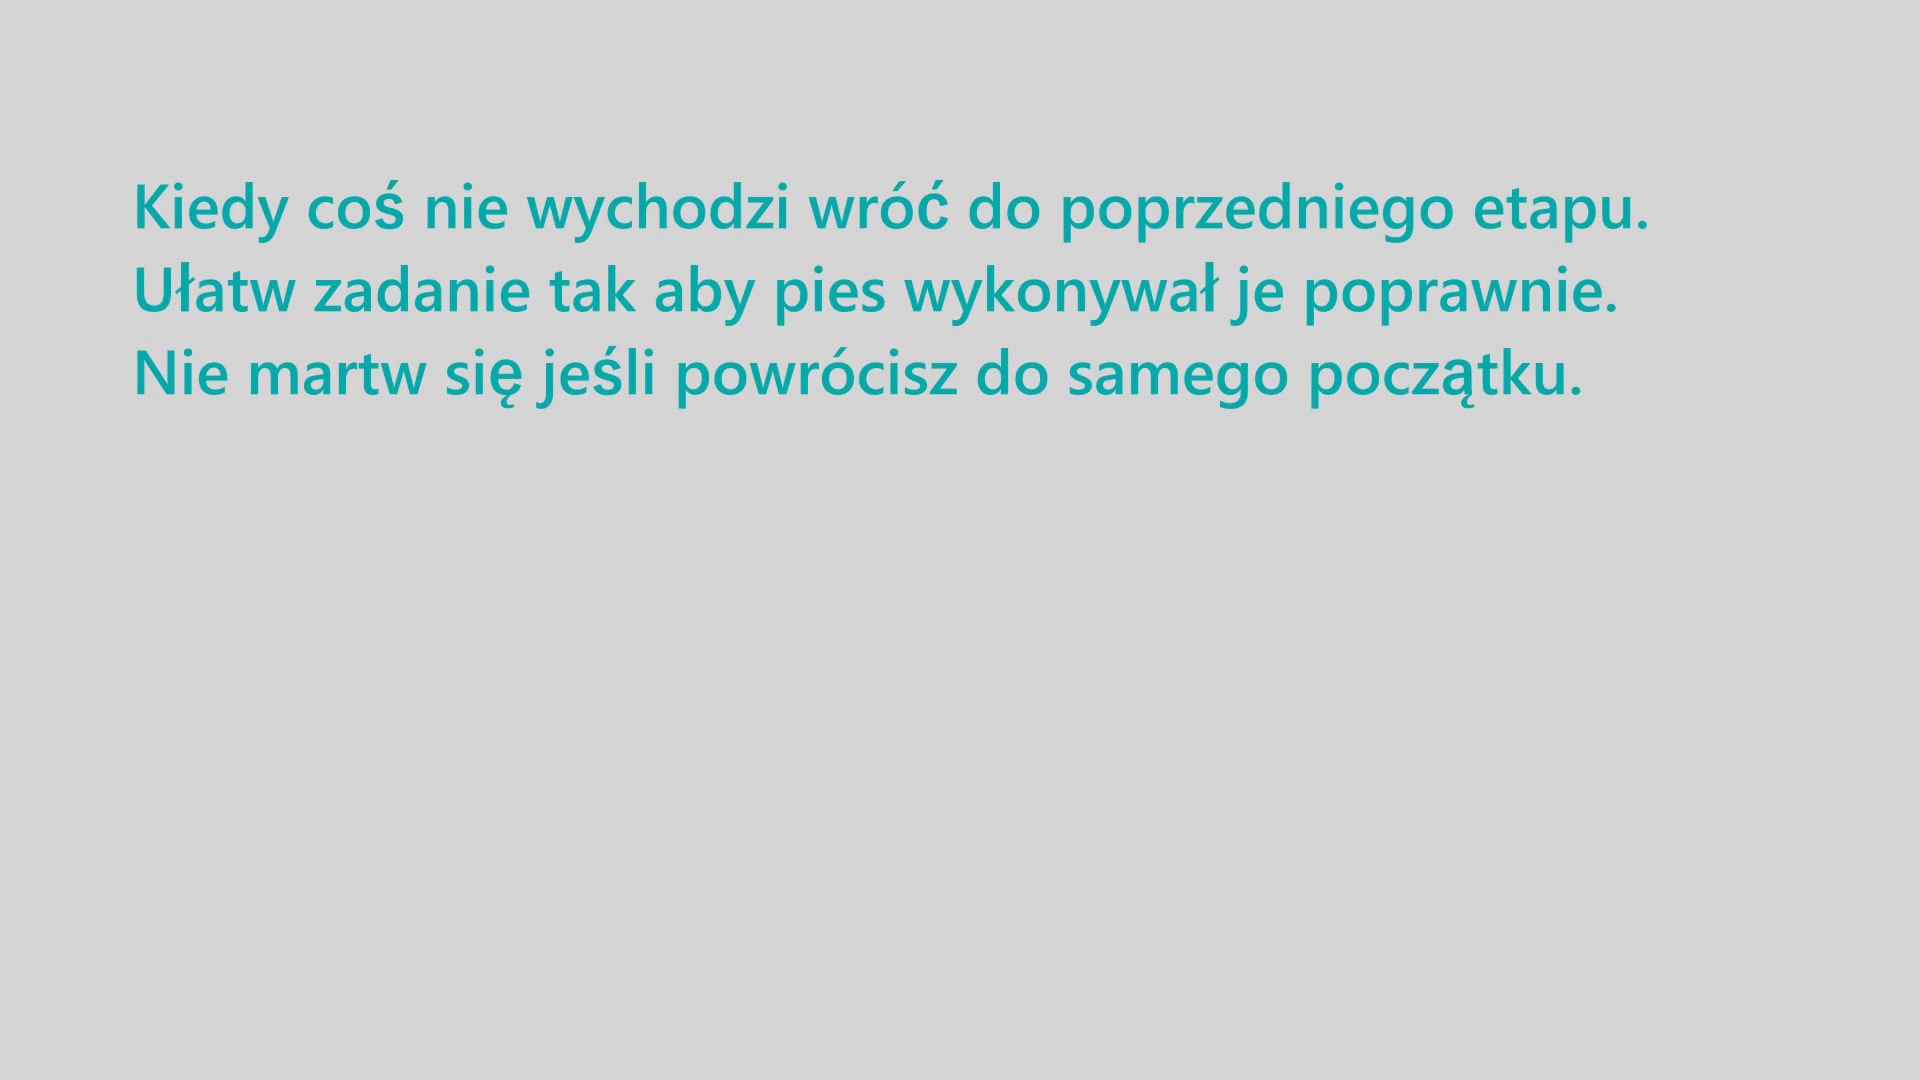 Kiedy coś nie wychodzi wróć do poprzedniego etapu.
Ułatw zadanie tak aby pies wykonywał je poprawnie.
Nie martw się jeśli powrócisz do samego początku.